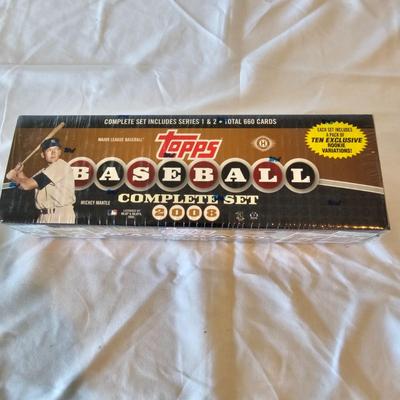 COMPLETE SET INCLUDES SERIES 1 & 2 • TOTAL 660 CARDS
MAJOR LEAGUE BASEBALL
TOPPS
BASEBALL
COMPLETE SET
2008
MICKEY MANTLE
EACH SET INCLUDES
A PACK OF
TEN EXCLUSIVE
ROOKIE
VARIATIONS!